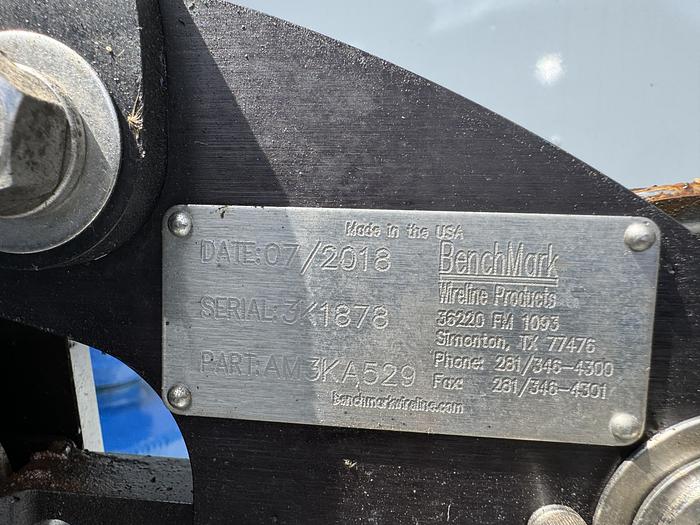 Made in the USA
DATE: 07/2018
SERIAL: 3K1878
PART: AM3KA529
BenchMark
Wireline Products
36220 FM 1093
Simonton, TX 77476
Phone: 281/346-4300
Fax: 281/346-4301
benchmarkwireline.com